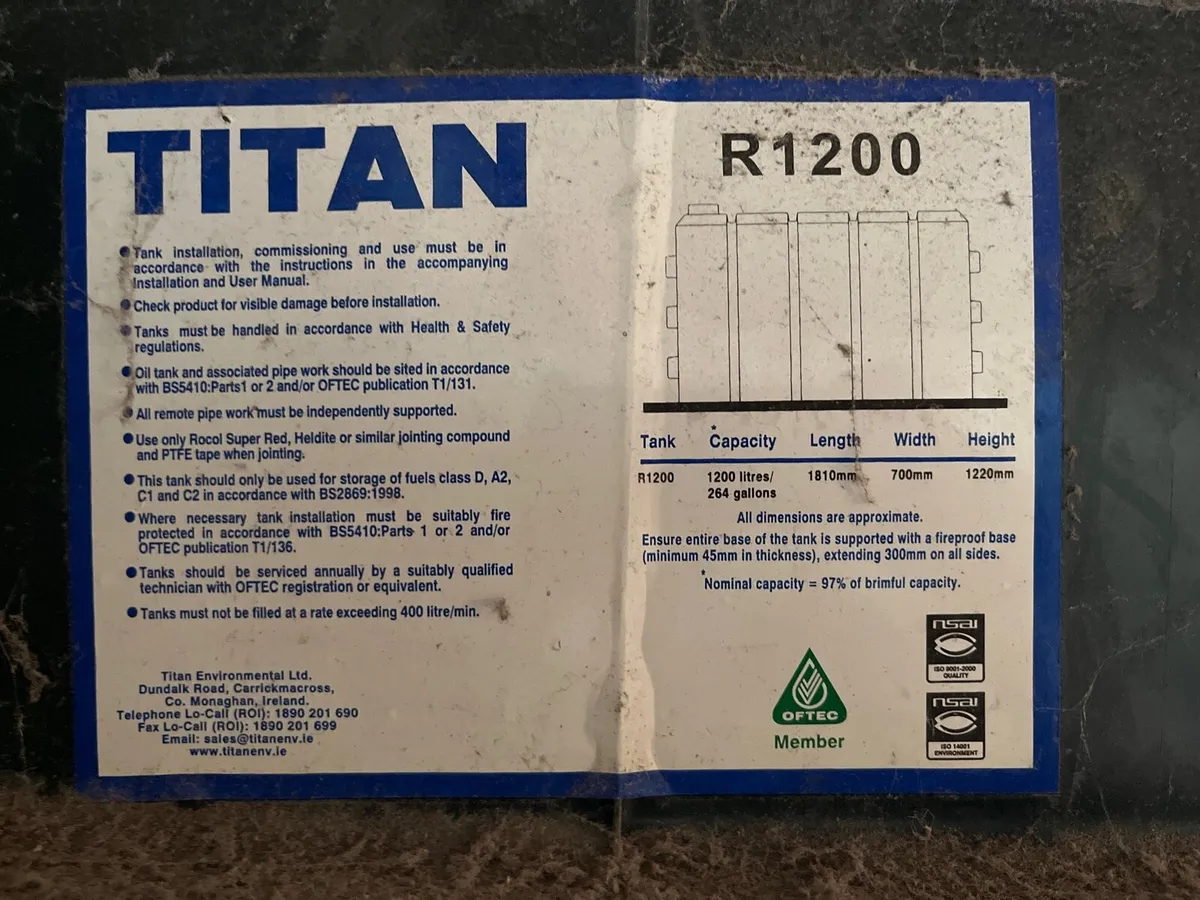 TITAN
Tank installation, commissioning and use must be in
accordance with the instructions in the accompanying
Installation and User Manual.
Check product for visible damage before installation.
Tanks must be handled in accordance with Health & Safety
regulations.
Oil tank and associated pipe work should be sited in accordance
with BS5410:Parts1 or 2 and/or OFTEC publication T1/131.
All remote pipe work must be independently supported.
Use only Rocol Super Red, Heldite or similar jointing compound
and PTFE tape when jointing.
This tank should only be used for storage of fuels class D, A2,
C1 and C2 in accordance with BS2869:1998.
Where necessary tank installation must be suitably fire
protected in accordance with BS5410:Parts 1 or 2 and/or
OFTEC publication T1/136.
Tanks should be serviced annually by a suitably qualified
technician with OFTEC registration or equivalent.
Tanks must not be filled at a rate exceeding 400 litre/min.
Titan Environmental Ltd.
Dundalk Road, Carrickmacross,
Co. Monaghan, Ireland.
Telephone Lo-Call (ROI): 1890 201 690
Fax Lo-Call (ROI): 1890 201 699
Email: sales@titanenv.ie
www.titanenv.ie
R1200
Tank *Capacity Length Width Height
R1200 1200 litres/ 1810mm 700mm 1220mm
264 gallons
All dimensions are approximate.
Ensure entire base of the tank is supported with a fireproof base
(minimum 45mm in thickness), extending 300mm on all sides.
*Nominal capacity = 97% of brimful capacity.
OFTEC
Member
nsai
ISO 9001-2000
QUALITY
nsai
ISO 14001
ENVIRONMENT